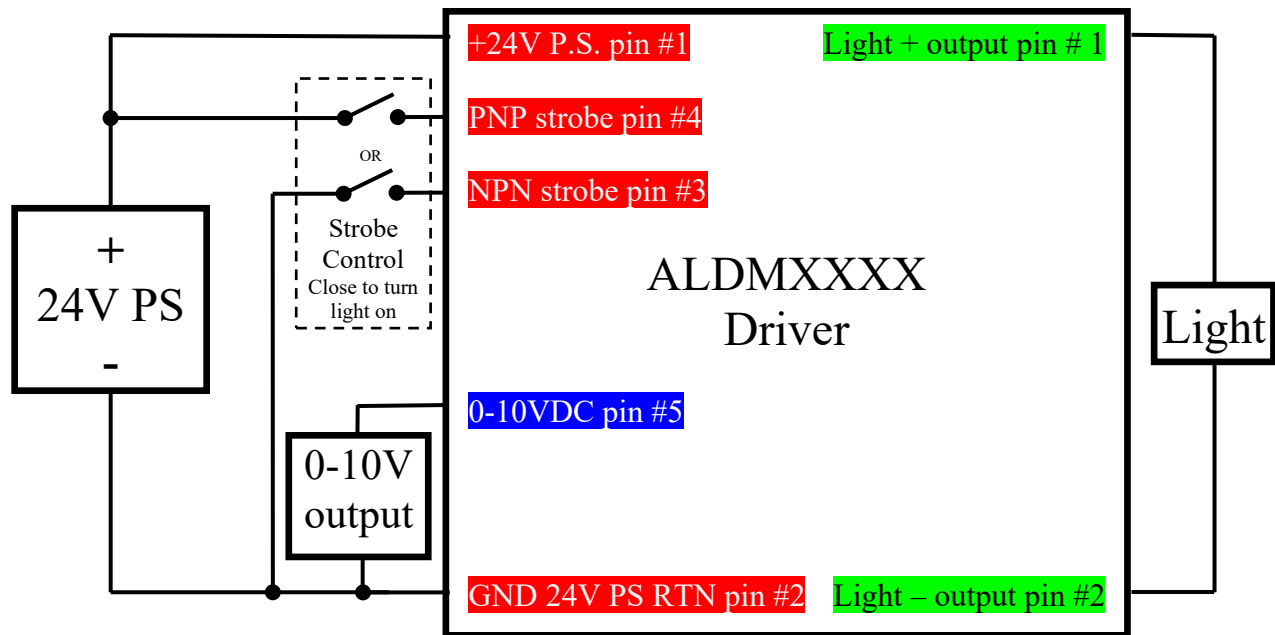 +24V P.S. pin #1
Light + output pin # 1
PNP strobe pin #4
OR
NPN strobe pin #3
Strobe
Control
Close to turn
light on
+
24V PS
-
ALDMXXXX
Driver
Light
0-10VDC pin #5
0-10V
output
GND 24V PS RTN pin #2
Light – output pin #2